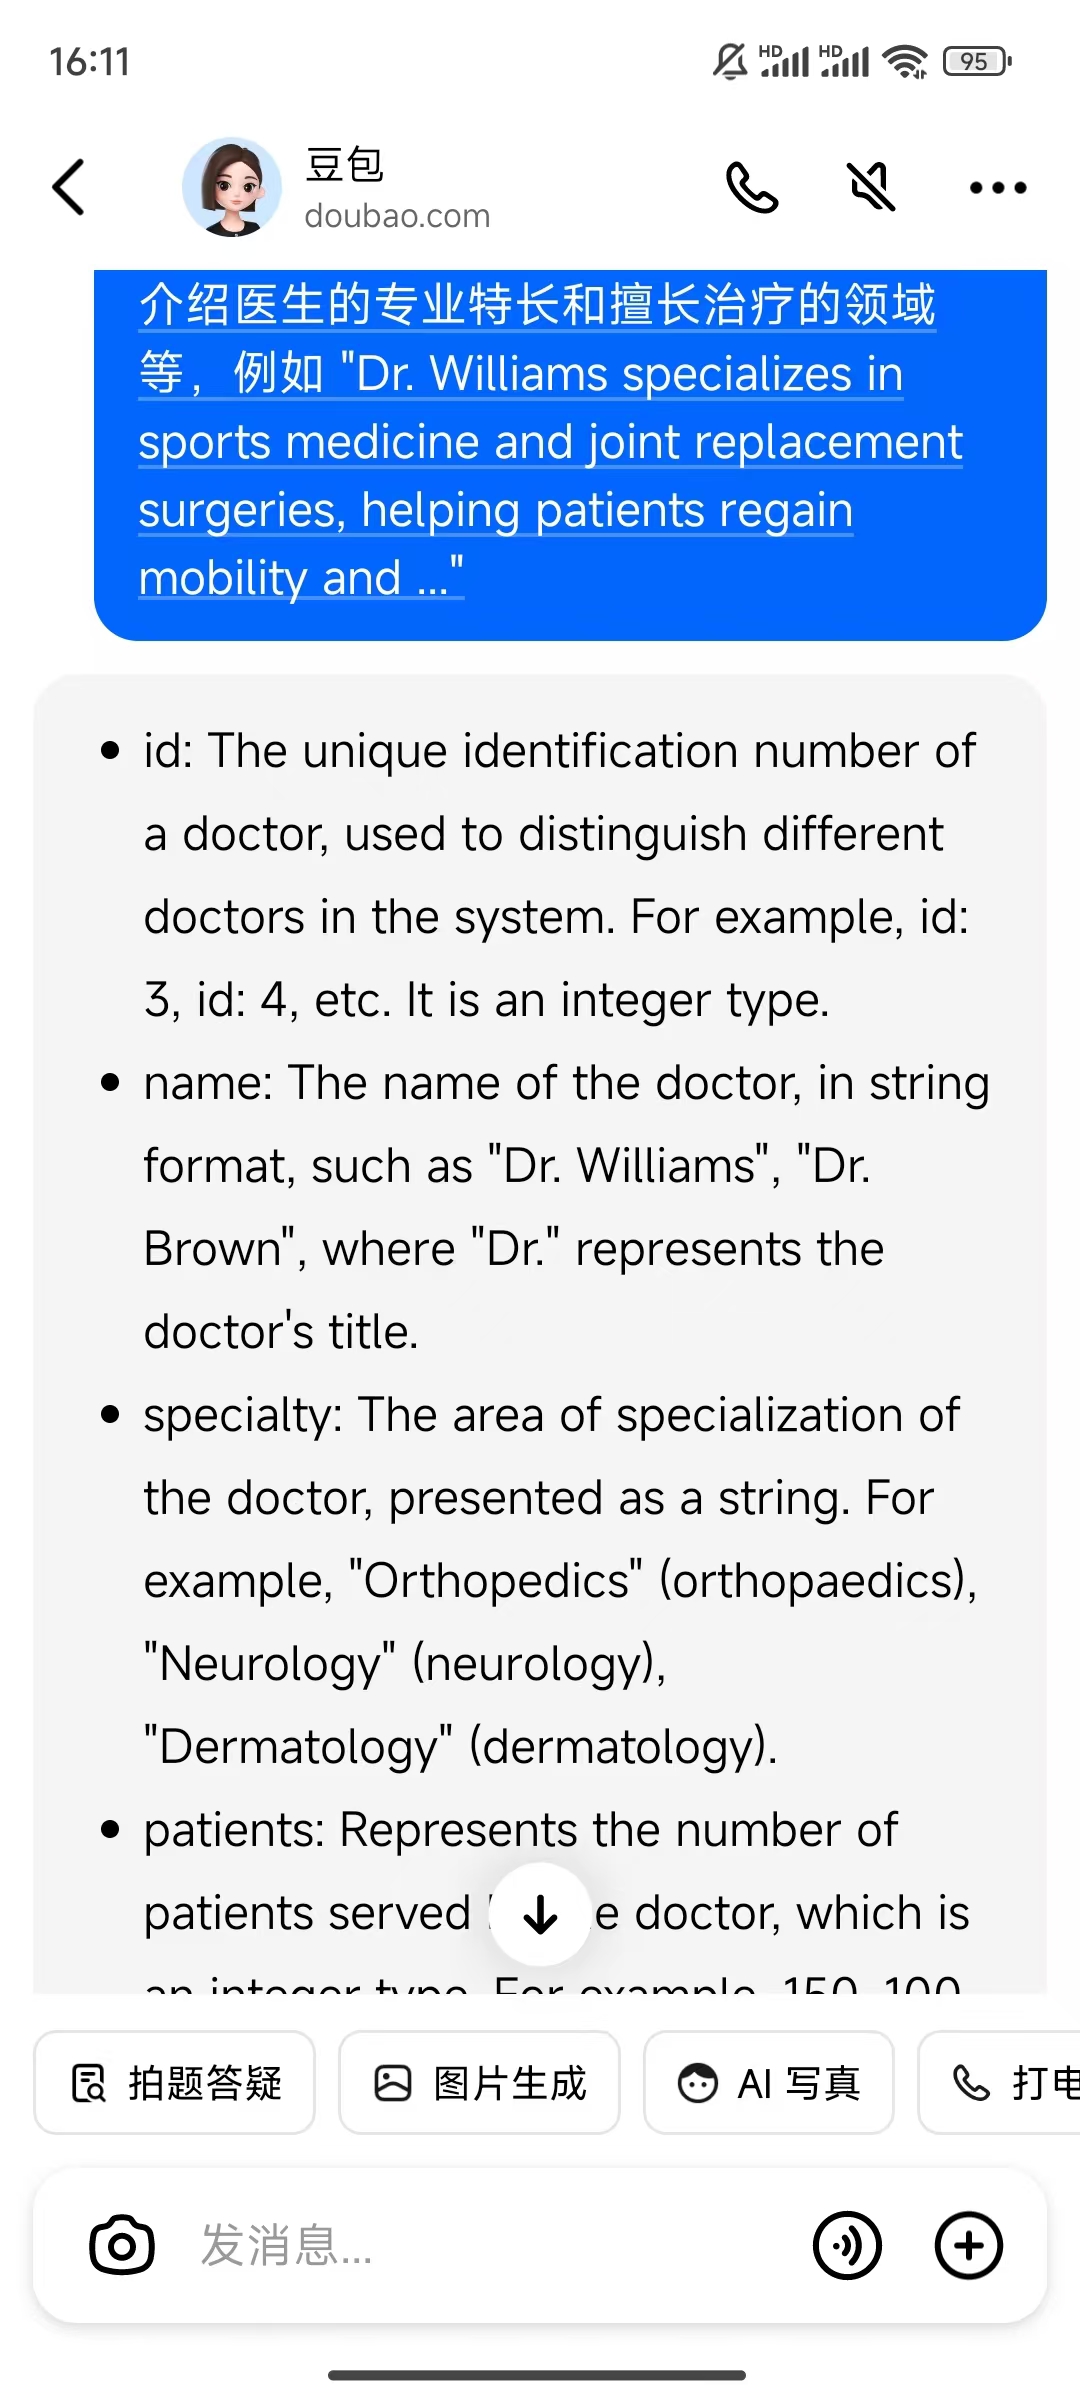 16:11
HD HD 95
豆包
doubao.com
介绍医生的专业特长和擅长治疗的领域
等，例如 "Dr. Williams specializes in
sports medicine and joint replacement
surgeries, helping patients regain
mobility and ..."
id: The unique identification number of
a doctor, used to distinguish different
doctors in the system. For example, id:
3, id: 4, etc. It is an integer type.
name: The name of the doctor, in string
format, such as "Dr. Williams", "Dr.
Brown", where "Dr." represents the
doctor's title.
specialty: The area of specialization of
the doctor, presented as a string. For
example, "Orthopedics" (orthopaedics),
"Neurology" (neurology),
"Dermatology" (dermatology).
patients: Represents the number of
patients served doctor, which is
an integer type. For example, 150, 100
拍题答疑
图片生成
AI 写真
打电
发消息...